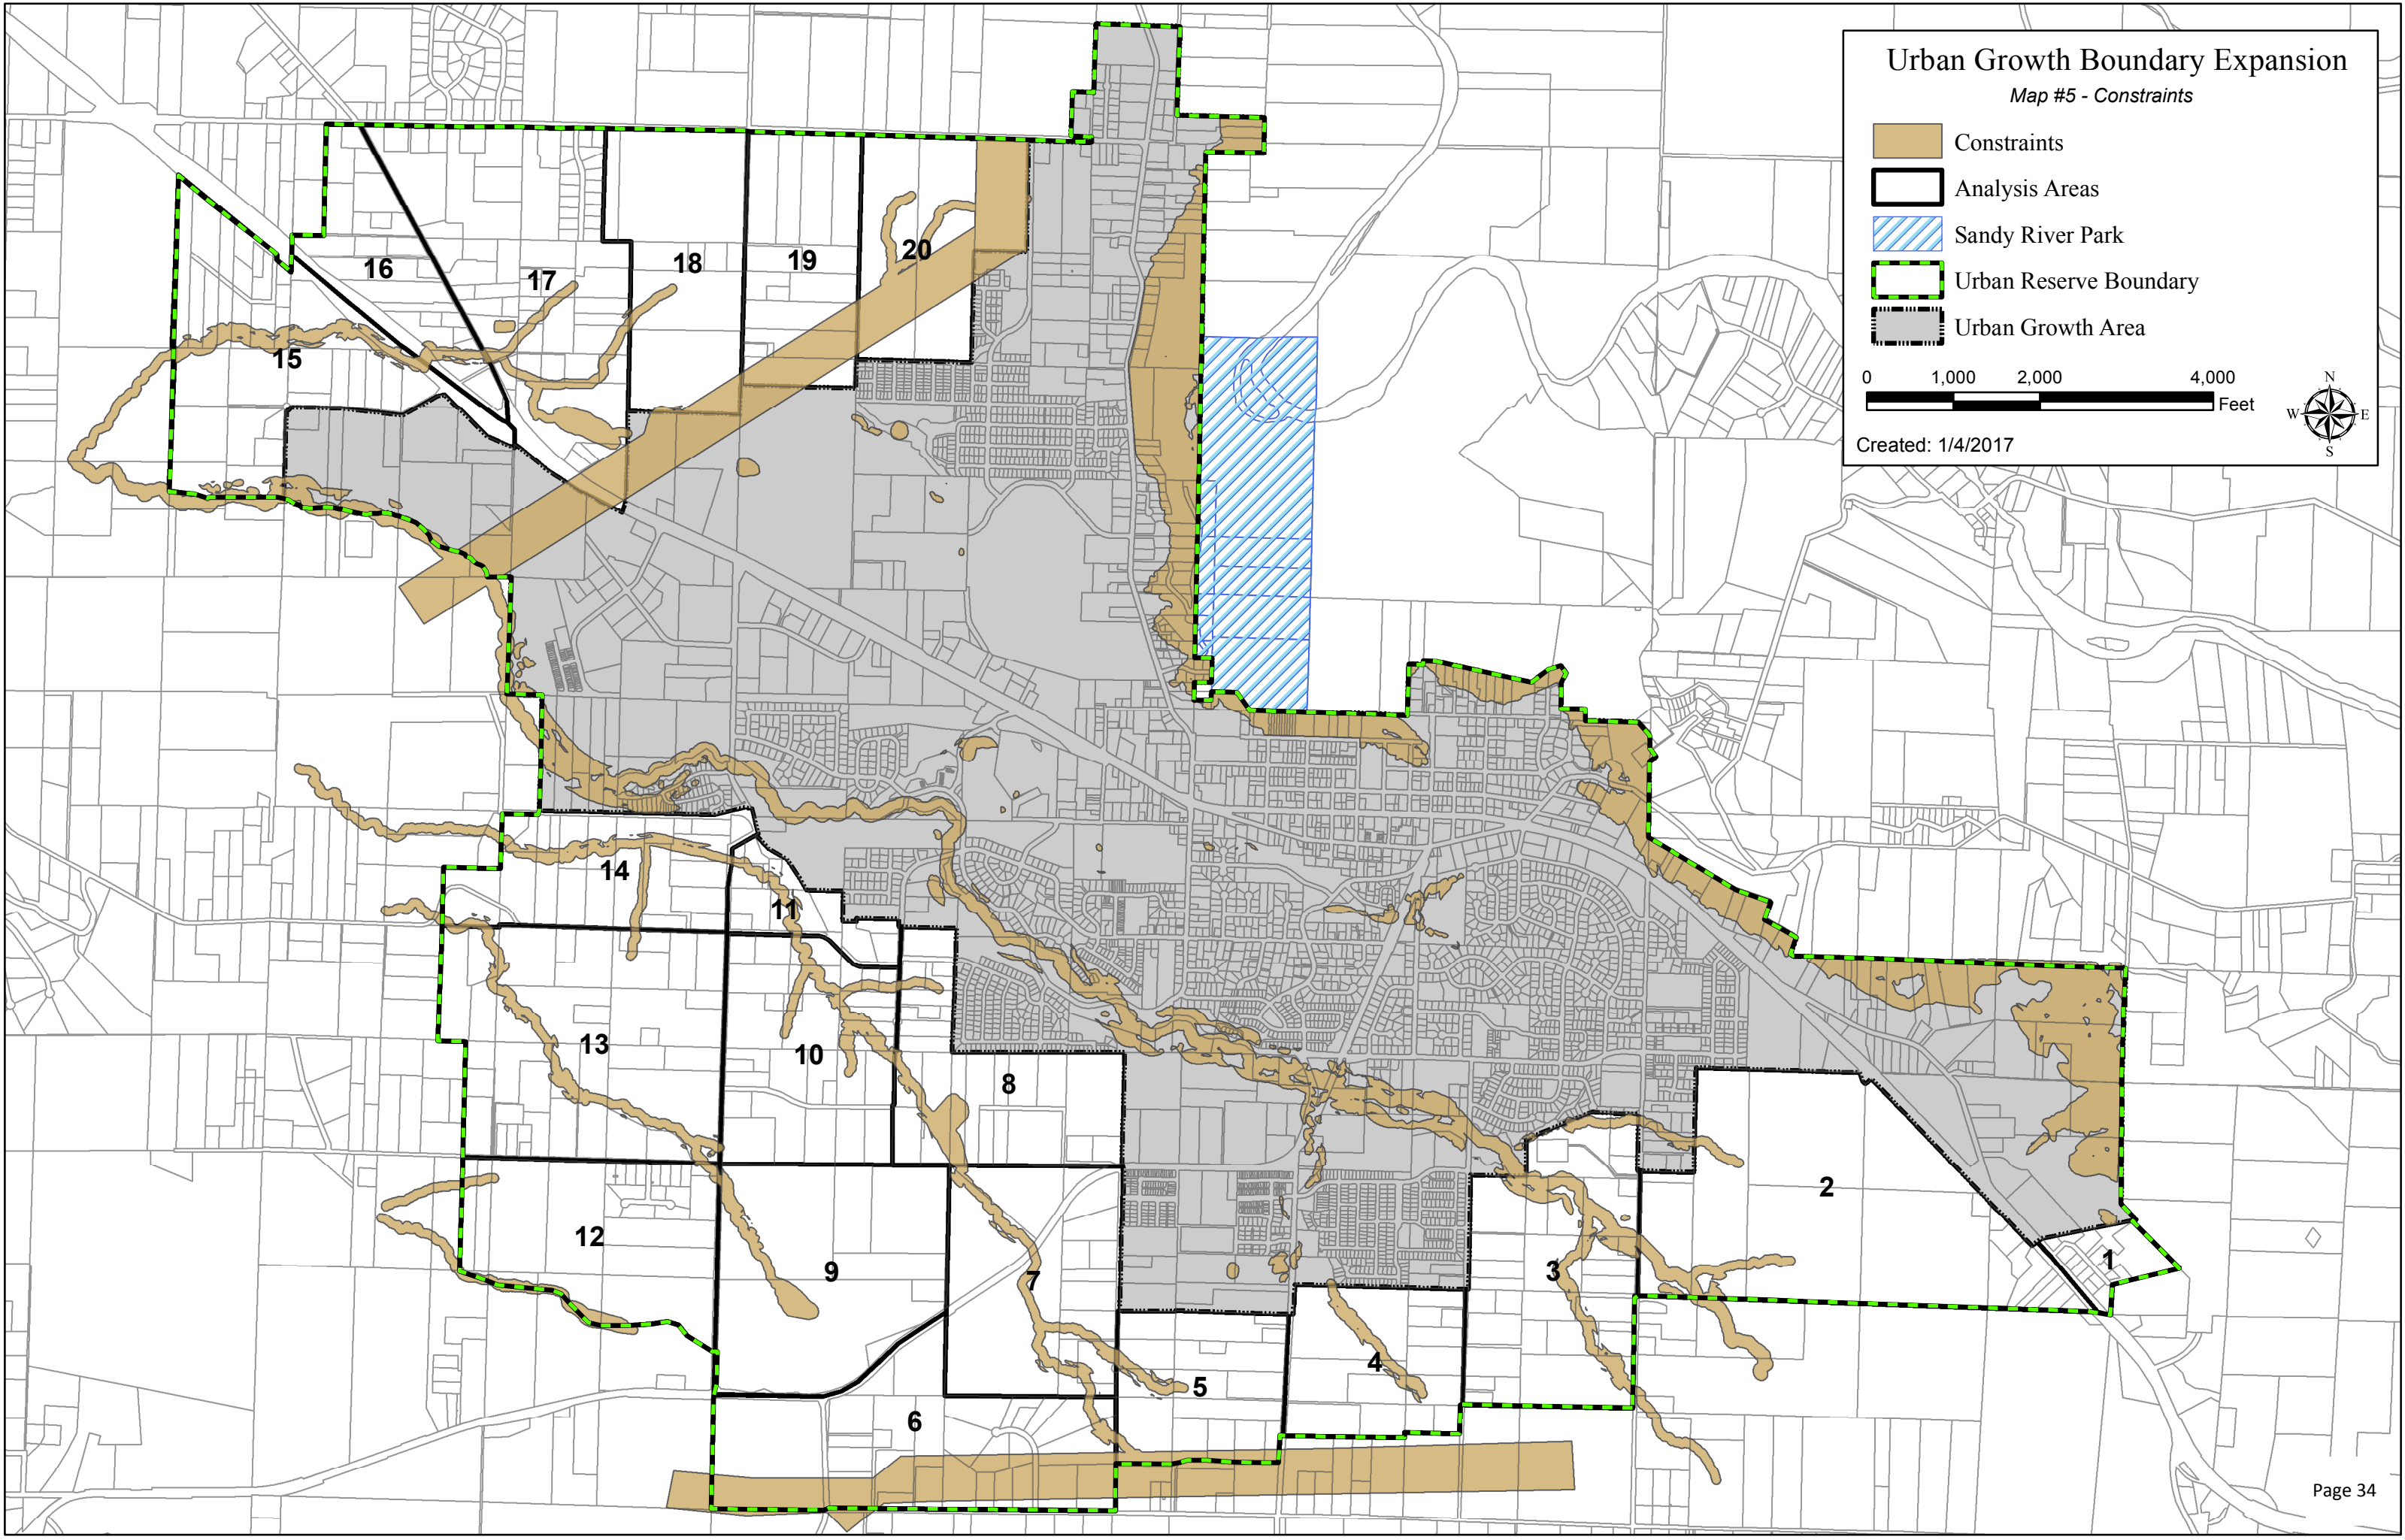 Urban Growth Boundary Expansion
Map #5 - Constraints
Constraints
Analysis Areas
Sandy River Park
Urban Reserve Boundary
Urban Growth Area
0 1,000 2,000 4,000
Feet
N
W E
S
Created: 1/4/2017
16
17
18
19
20
15
14
11
13
10
8
12
9
7
6
5
4
3
2
1
Page 34